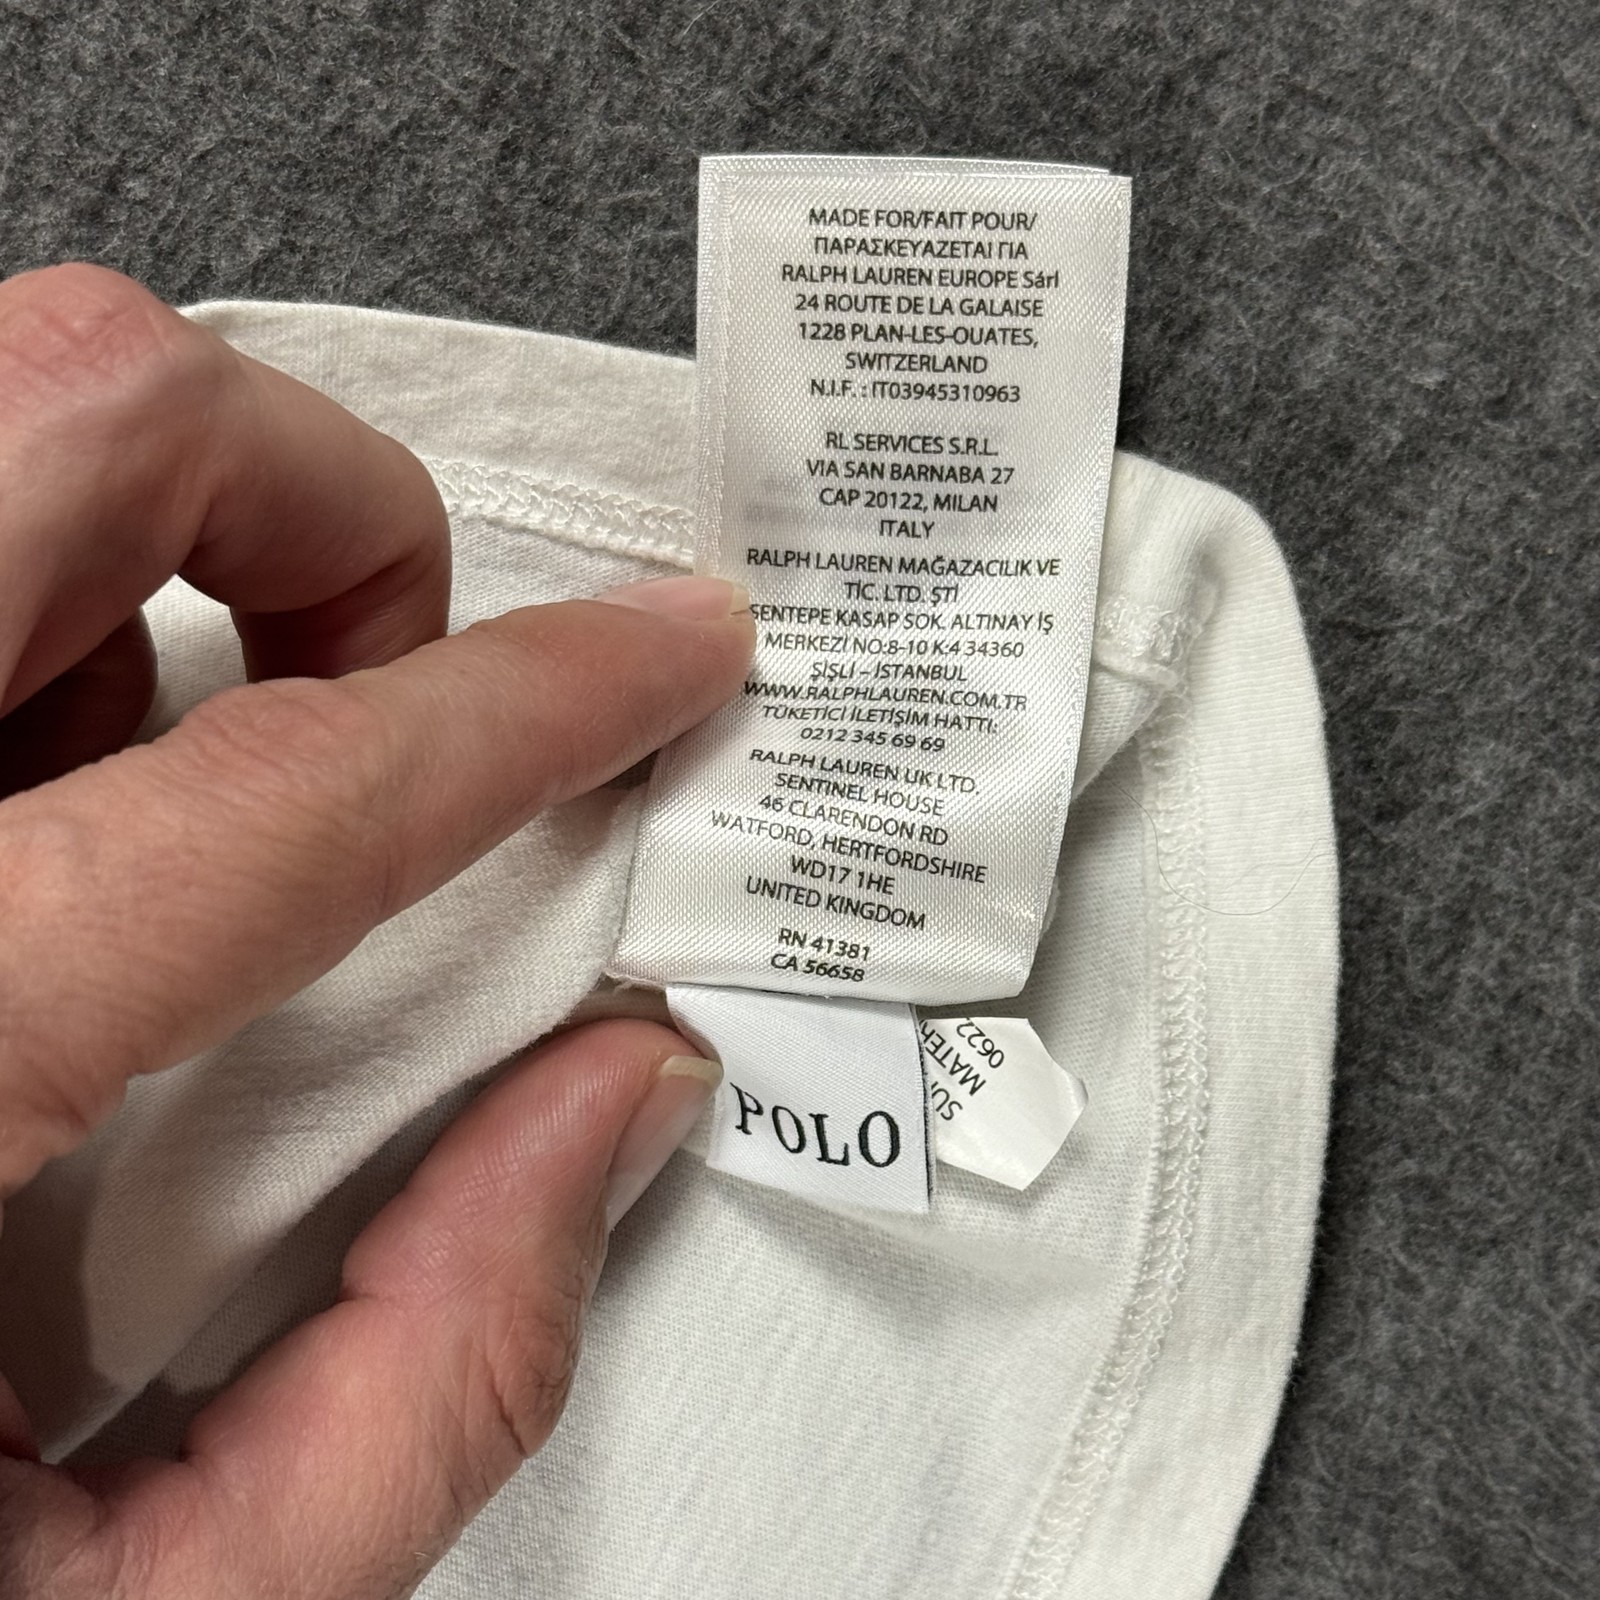 MADE FOR/FAIT POUR/
ΠΑΡΑΣΚΕΥΑΖΕΤΑΙ ΓΙΑ
RALPH LAUREN EUROPE Sárl
24 ROUTE DE LA GALAISE
1228 PLAN-LES-OUATES,
SWITZERLAND
N.I.F. : IT03945310963
RL SERVICES S.R.L.
VIA SAN BARNABA 27
CAP 20122, MILAN
ITALY
RALPH LAUREN MAĞAZACILIK VE
TİC. LTD. ŞTİ
ESENTEPE KASAP SOK. ALTINAY İŞ
MERKEZİ NO:8-10 K:4 34360
ŞİŞLİ – İSTANBUL
WWW.RALPHLAUREN.COM.TR
TÜKETİCİ İLETİŞİM HATTI:
0212 345 69 69
RALPH LAUREN UK LTD.
SENTINEL HOUSE
46 CLARENDON RD
WATFORD, HERTFORDSHIRE
WD17 1HE
UNITED KINGDOM
RN 41381
CA 56658
POLO
0622